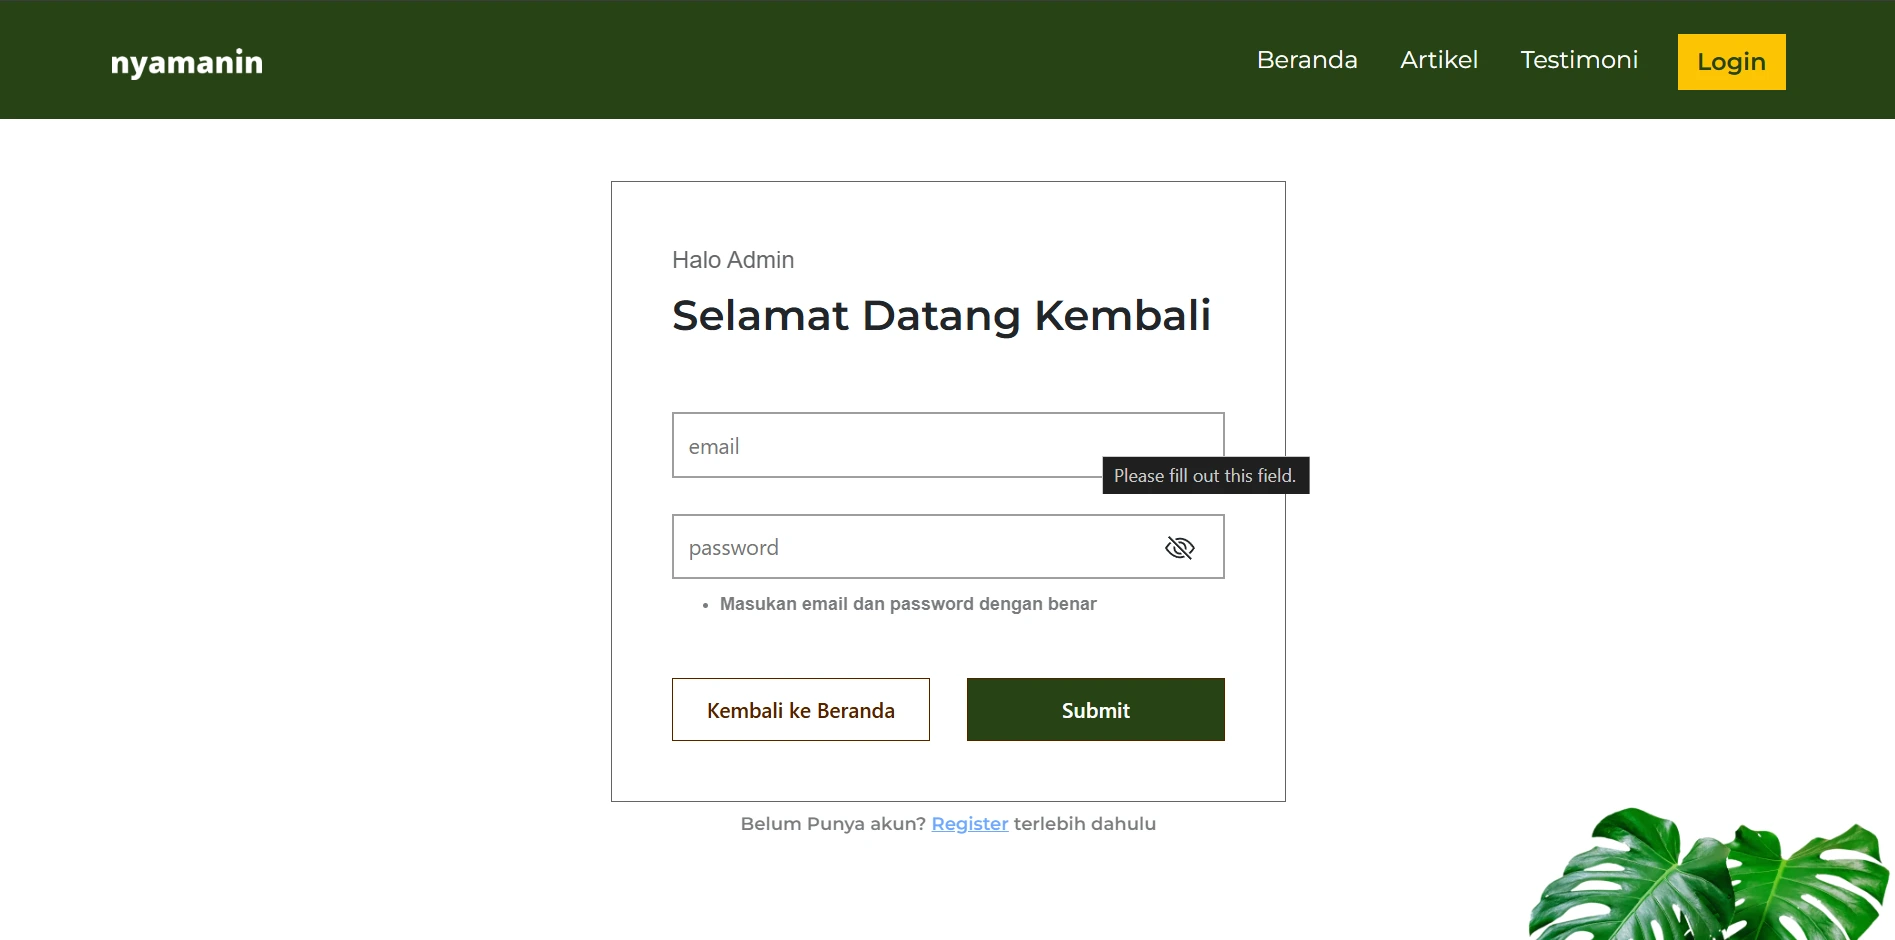 nyamanin
Beranda Artikel Testimoni Login
Halo Admin
Selamat Datang Kembali
email
Please fill out this field.
password
Masukan email dan password dengan benar
Kembali ke Beranda Submit
Belum Punya akun? Register terlebih dahulu